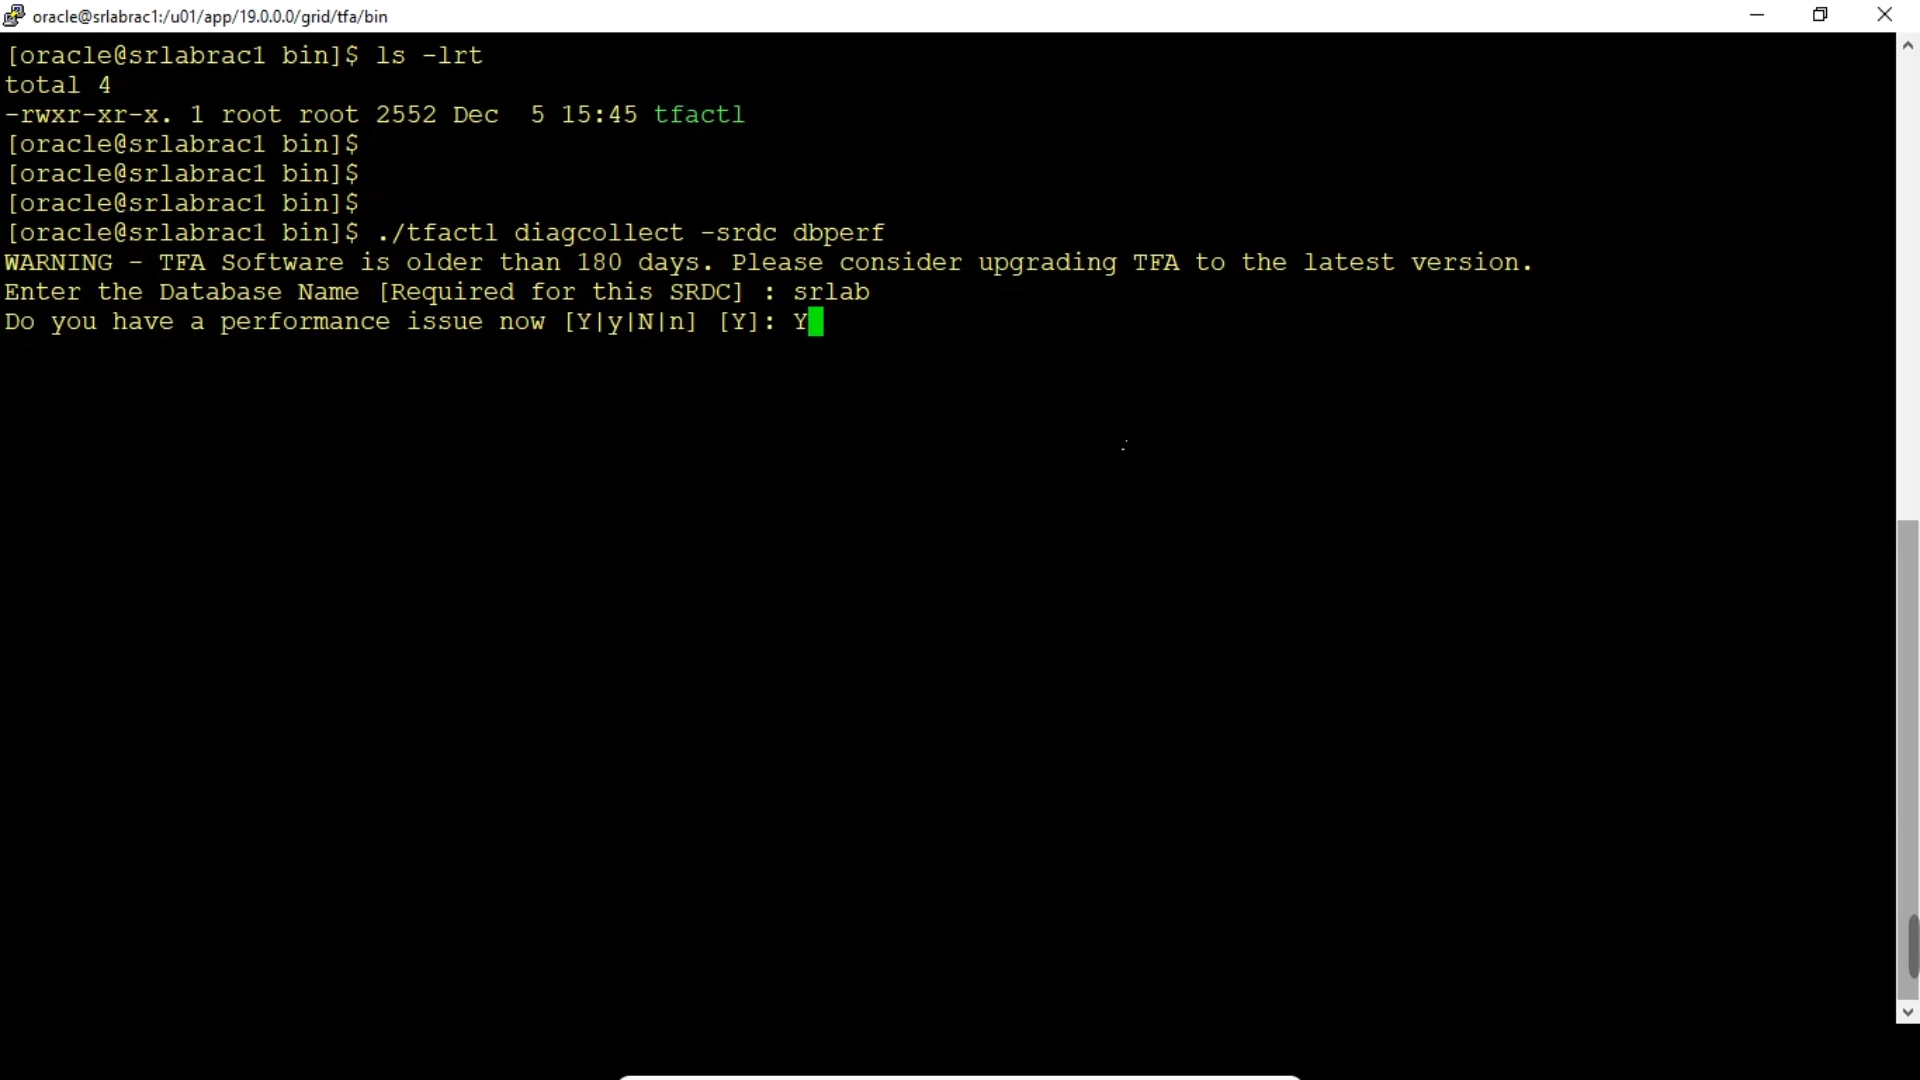 oracle@srlabrac1:/u01/app/19.0.0.0/grid/tfa/bin
[oracle@srlabrac1 bin]$ ls -lrt
total 4
-rwxr-xr-x. 1 root root 2552 Dec  5 15:45 tfactl
[oracle@srlabrac1 bin]$
[oracle@srlabrac1 bin]$
[oracle@srlabrac1 bin]$
[oracle@srlabrac1 bin]$ ./tfactl diagcollect -srdc dbperf
WARNING - TFA Software is older than 180 days. Please consider upgrading TFA to the latest version.
Enter the Database Name [Required for this SRDC] : srlab
Do you have a performance issue now [Y|y|N|n] [Y]: Y